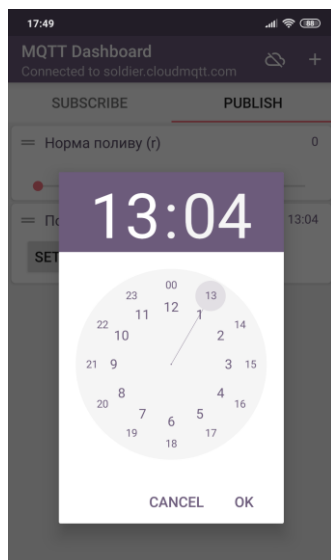 17:49
88
MQTT Dashboard
Connected to soldier.cloudmqtt.com
SUBSCRIBE PUBLISH
Норма поливу (г) 0
13:04
SET
13:04
00
23 13
12
11 1
22 14
10 2
21 9 3 15
8 4
20 16
7 5
6
19 17
18
CANCEL OK